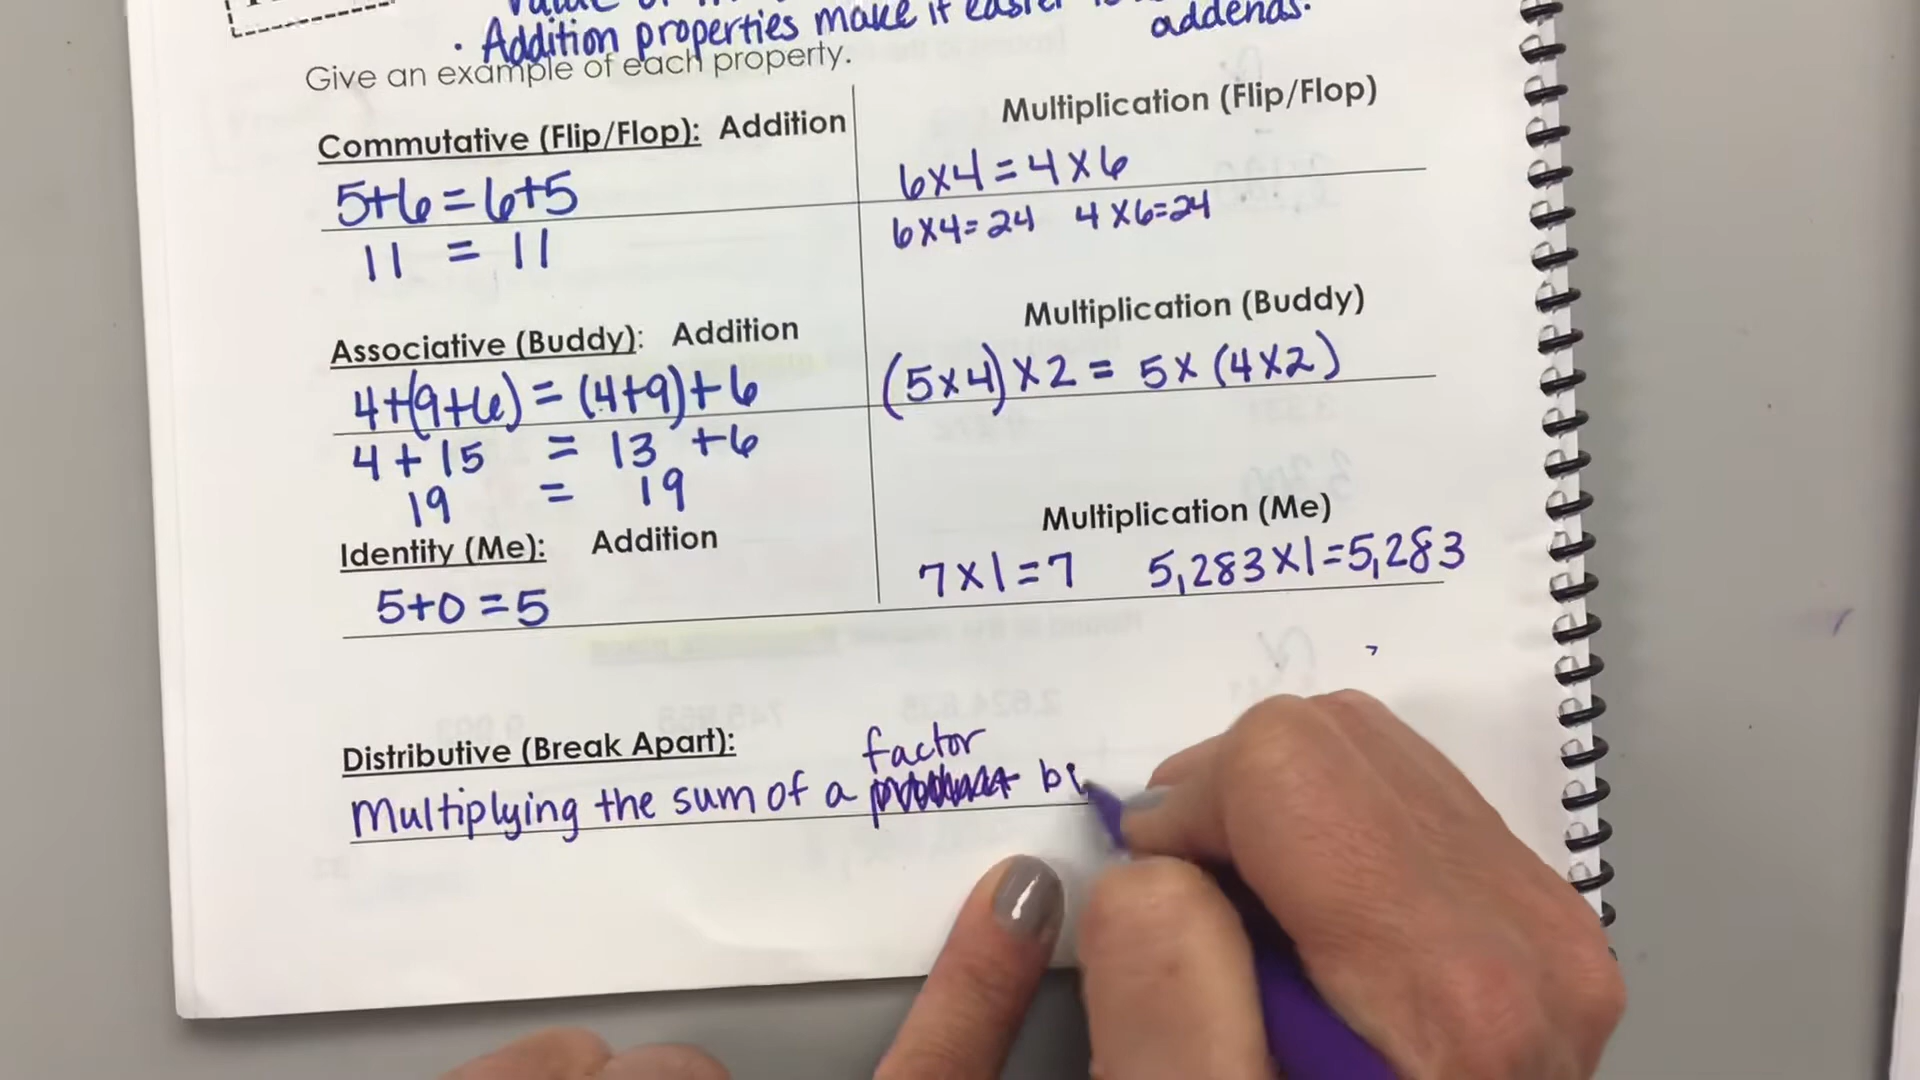 · Addition properties make it easier
addends.
Give an example of each property.
Commutative (Flip/Flop): Addition
Multiplication (Flip/Flop)
5+6=6+5
6x4=4x6
11 = 11
6x4=24 4x6=24
Associative (Buddy): Addition
Multiplication (Buddy)
4+(9+6)=(4+9)+6
(5x4)x2=5x(4x2)
4+15 = 13 +6
19 = 19
Identity (Me): Addition
Multiplication (Me)
5+0=5
7x1=7 5,283x1=5,283
Distributive (Break Apart):
factor
Multiplying the sum of a